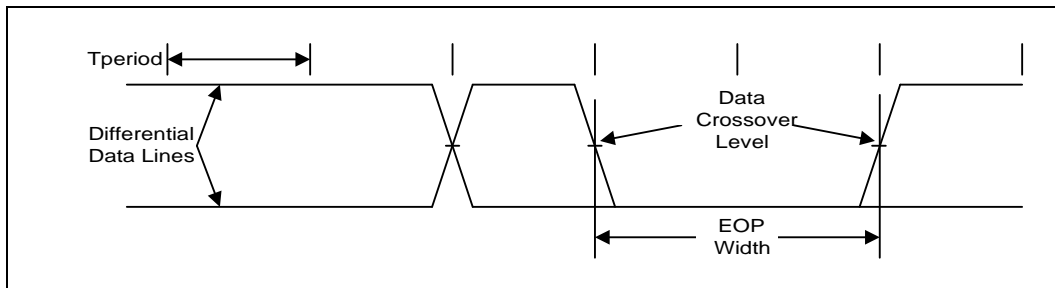 Tperiod
Differential
Data Lines
Data
Crossover
Level
EOP
Width